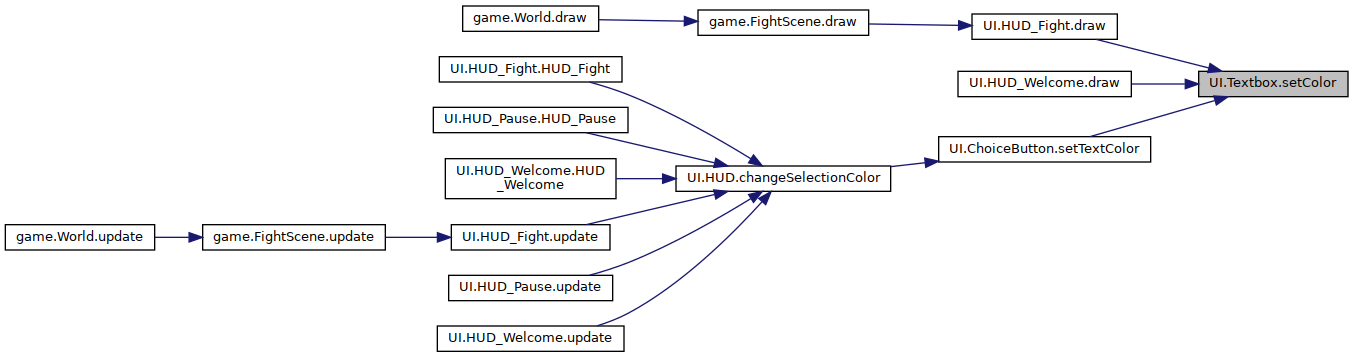 game.World.draw
game.FightScene.draw
UI.HUD_Fight.draw
UI.HUD_Fight.HUD_Fight
UI.HUD_Welcome.draw
UI.Textbox.setColor
UI.HUD_Pause.HUD_Pause
UI.ChoiceButton.setTextColor
UI.HUD_Welcome.HUD
_Welcome
UI.HUD.changeSelectionColor
game.World.update
game.FightScene.update
UI.HUD_Fight.update
UI.HUD_Pause.update
UI.HUD_Welcome.update